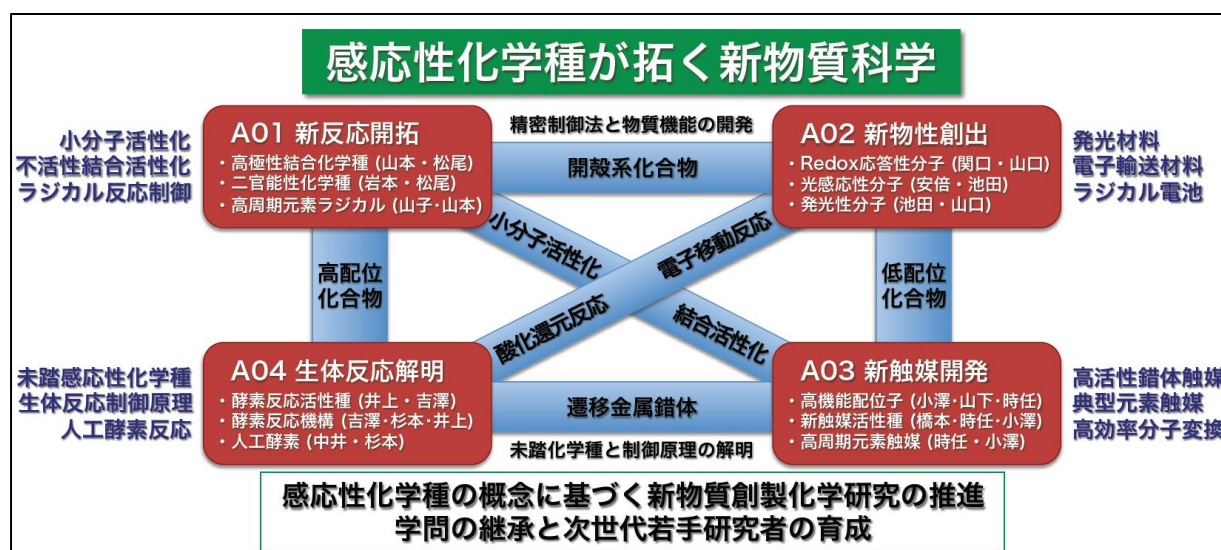 感応性化学種が拓く新物質科学
小分子活性化
不活性結合活性化
ラジカル反応制御
A01 新反応開拓
・高極性結合化学種 (山本・松尾)
・二官能性化学種 (岩本・松尾)
・高周期元素ラジカル (山子・山本)
精密制御法と物質機能の開発
開殻系化合物
A02 新物性創出
・Redox応答性分子 (関口・山口)
・光感応性分子 (安倍・池田)
・発光性分子 (池田・山口)
発光材料
電子輸送材料
ラジカル電池
高配位
化合物
小分子活性化
電子移動反応
酸化還元反応
結合活性化
低配位
化合物
未踏感応性化学種
生体反応制御原理
人工酵素反応
A04 生体反応解明
・酵素反応活性種 (井上・吉澤)
・酵素反応機構 (吉澤・杉本・井上)
・人工酵素 (中井・杉本)
遷移金属錯体
未踏化学種と制御原理の解明
A03 新触媒開発
・高機能配位子 (小澤・山下・時任)
・新触媒活性種 (橋本・時任・小澤)
・高周期元素触媒 (時任・小澤)
高活性錯体触媒
典型元素触媒
高効率分子変換
感応性化学種の概念に基づく新物質創製化学研究の推進
学問の継承と次世代若手研究者の育成